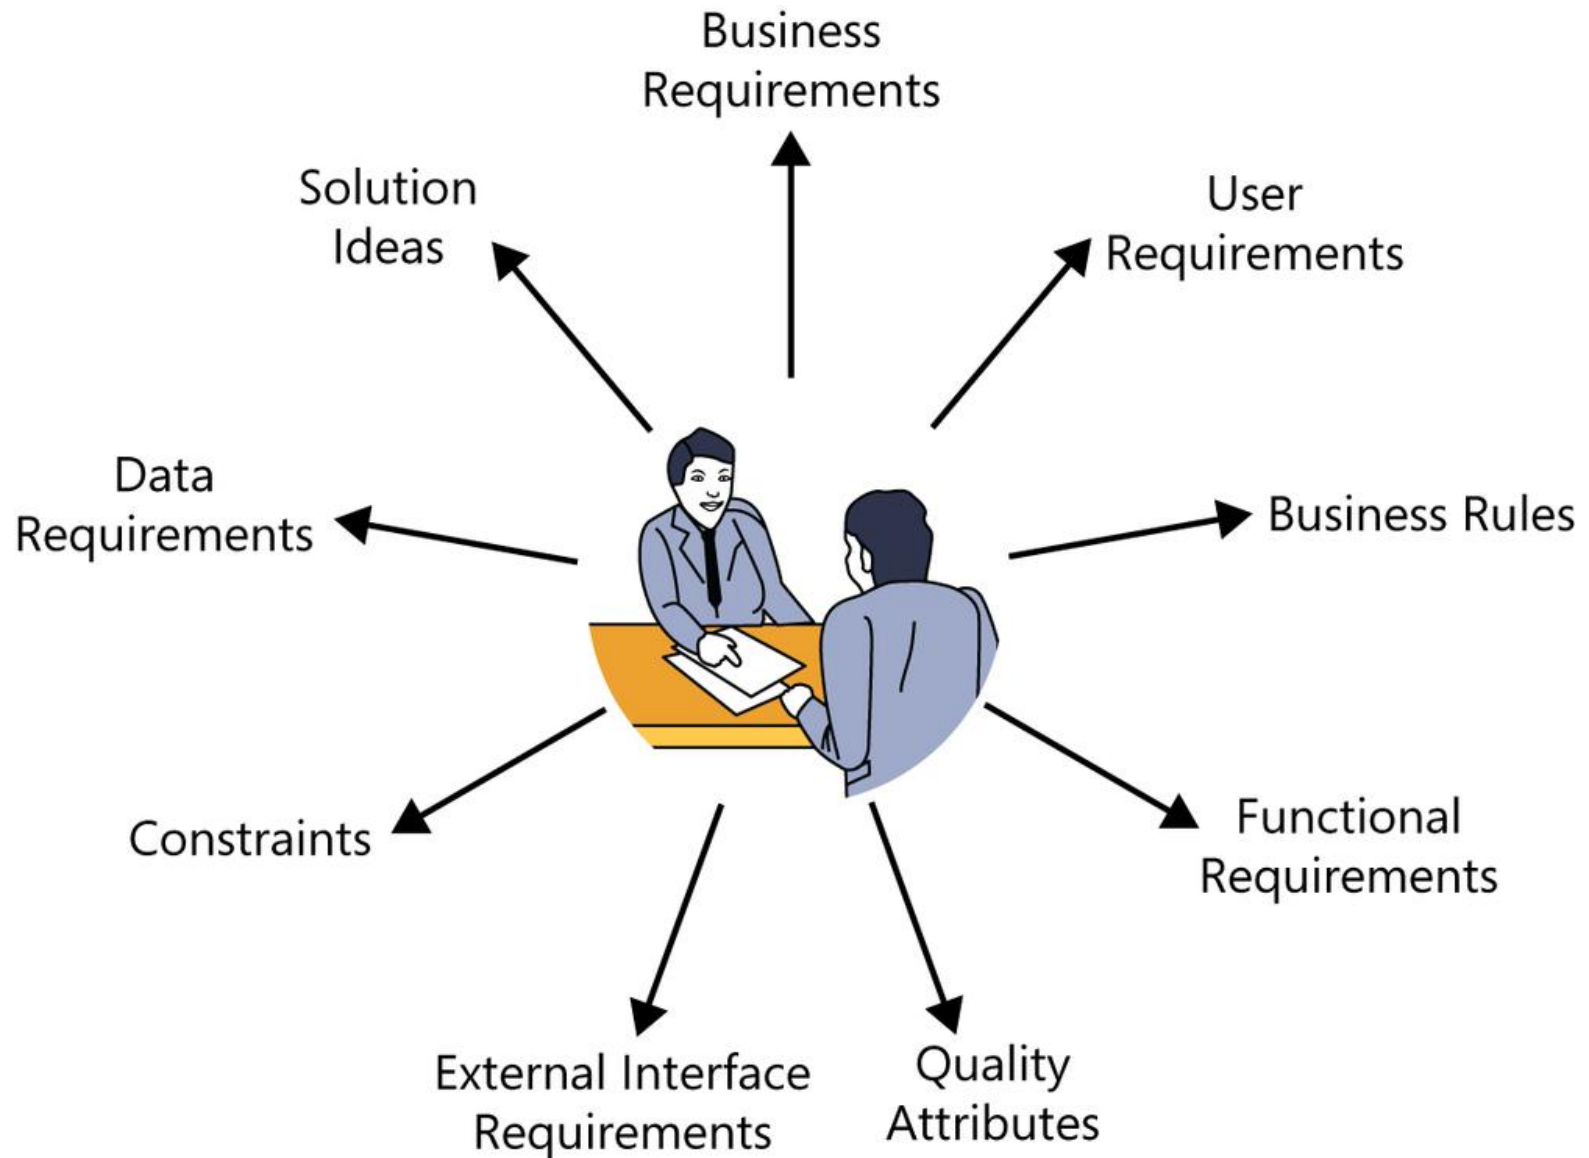 Business
Requirements
User
Requirements
Business Rules
Functional
Requirements
Quality
Attributes
External Interface
Requirements
Constraints
Data
Requirements
Solution
Ideas